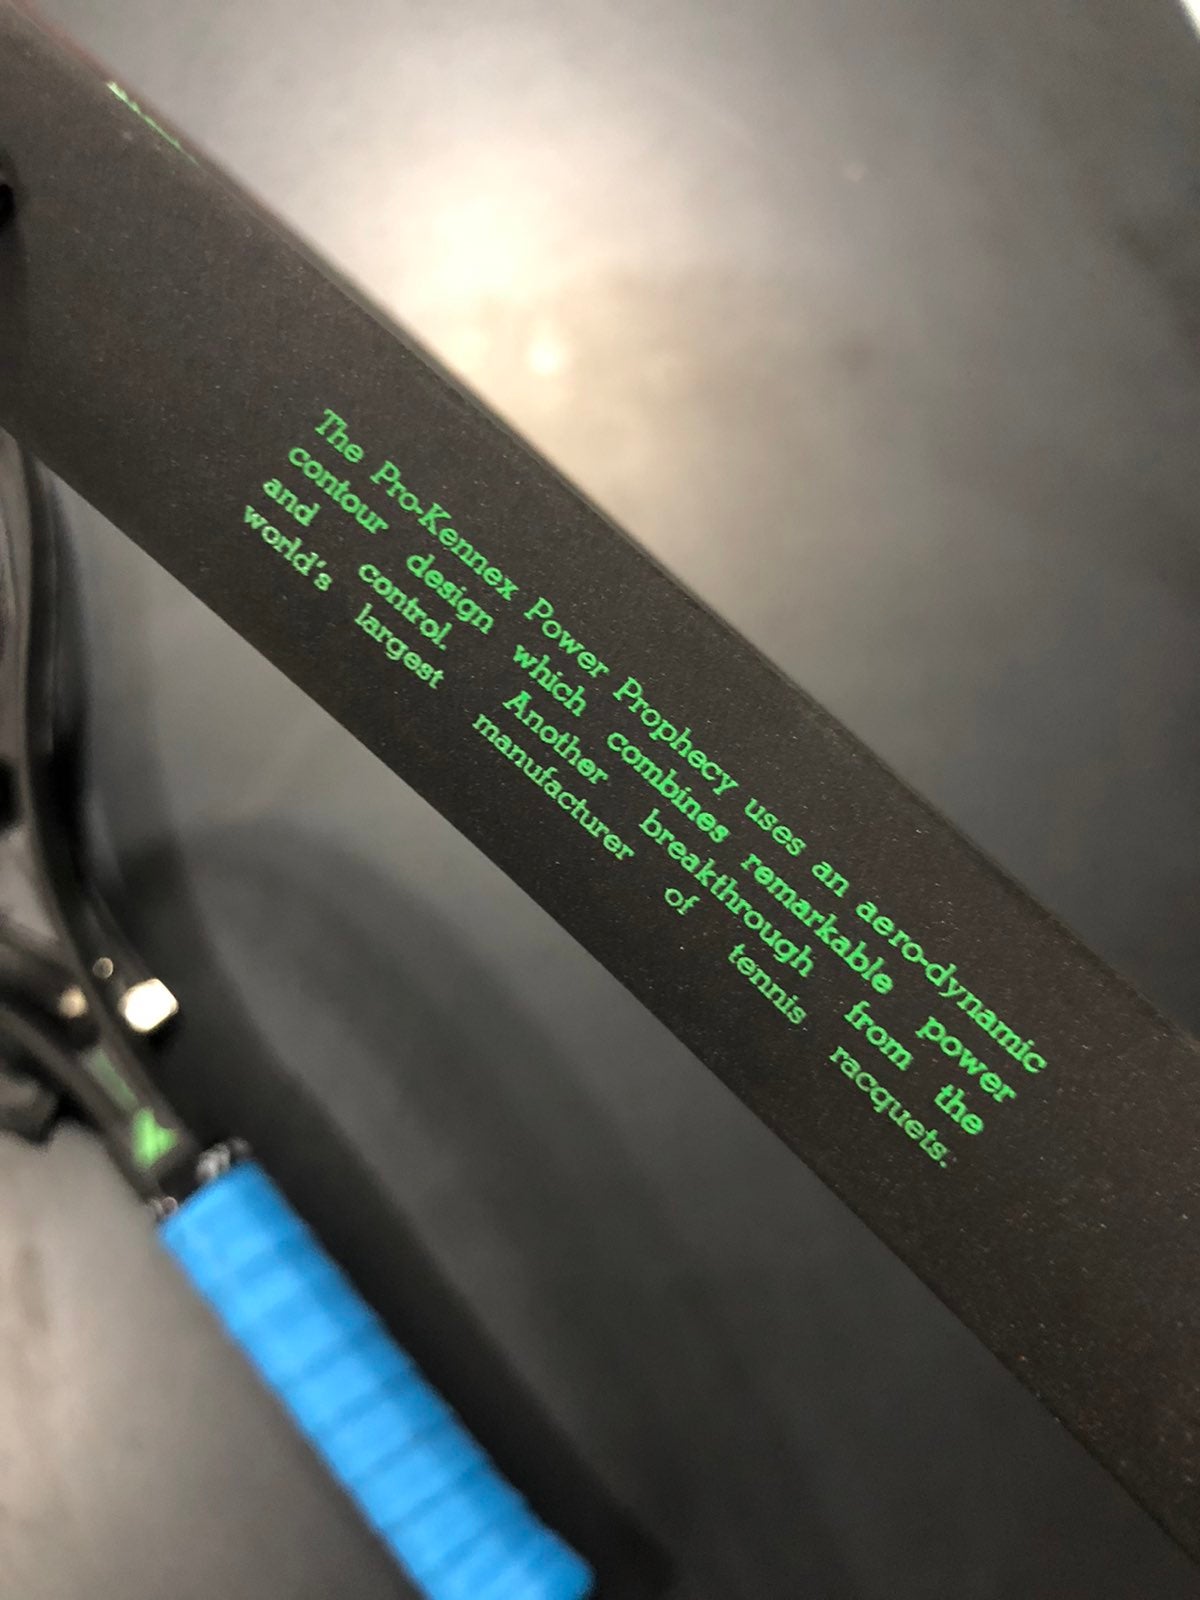 The Pro-Kennex Power Prophecy uses an aero-dynamic
contour design which combines remarkable power
and control. Another breakthrough from the
world's largest manufacturer of tennis racquets.